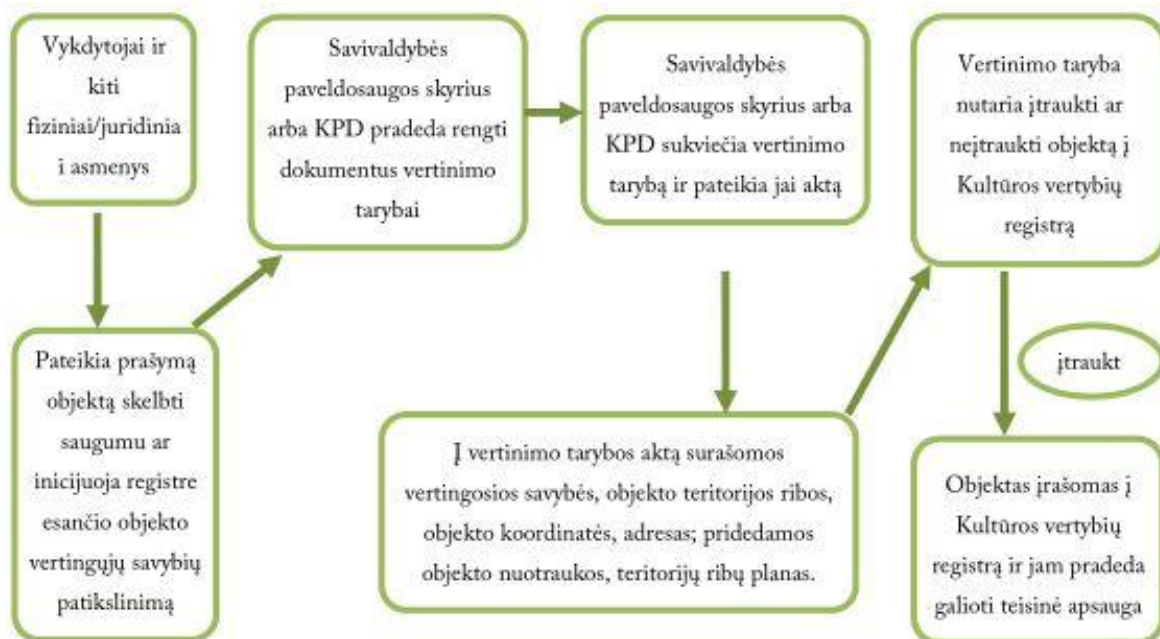 Vykdytojai ir
kiti
fiziniai/juridinia
i asmenys
Pateikia prašymą
objektą skelbti
saugumu ar
inicijuoja registre
esančio objekto
vertingųjų savybių
patikslinimą
Savivaldybės
paveldosaugos skyrius
arba KPD pradeda rengti
dokumentus vertinimo
tarybai
Savivaldybės
paveldosaugos skyrius arba
KPD sukviečia vertinimo
tarybą ir pateikia jai aktą
Į vertinimo tarybos aktą surašomos
vertingosios savybės, objekto teritorijos ribos,
objekto koordinatės, adresas; pridedamos
objekto nuotraukos, teritorijų ribų planas.
Vertinimo taryba
nutaria įtraukti ar
neįtraukti objektą į
Kultūros vertybių
registrą
įtraukt
Objektas įrašomas į
Kultūros vertybių
registrą ir jam pradeda
galioti teisinė apsauga